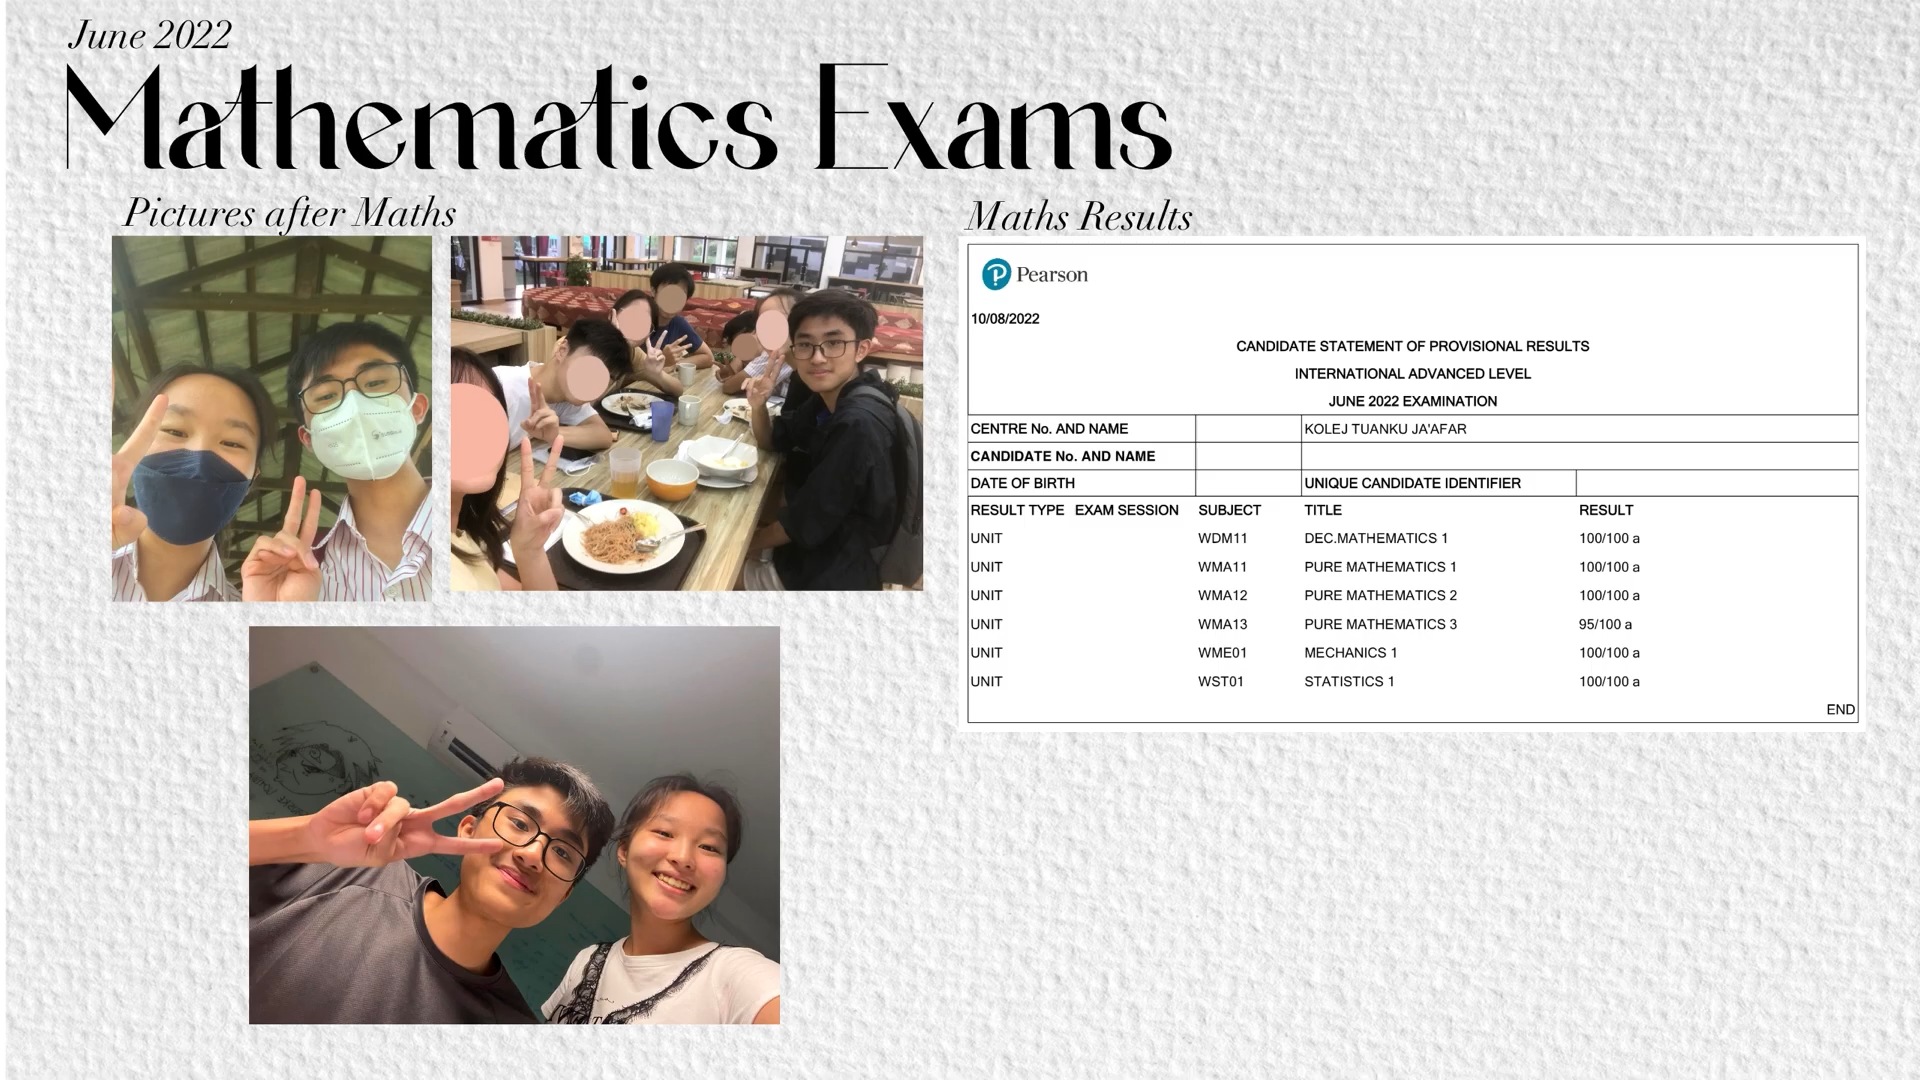 June 2022
Mathematics Exams
Pictures after Maths
Maths Results
Pearson
10/08/2022
CANDIDATE STATEMENT OF PROVISIONAL RESULTS
INTERNATIONAL ADVANCED LEVEL
JUNE 2022 EXAMINATION
CENTRE No. AND NAME KOLEJ TUANKU JA'AFAR
CANDIDATE No. AND NAME
DATE OF BIRTH UNIQUE CANDIDATE IDENTIFIER
RESULT TYPE EXAM SESSION SUBJECT TITLE RESULT
UNIT WDM11 DEC.MATHEMATICS 1 100/100 a
UNIT WMA11 PURE MATHEMATICS 1 100/100 a
UNIT WMA12 PURE MATHEMATICS 2 100/100 a
UNIT WMA13 PURE MATHEMATICS 3 95/100 a
UNIT WME01 MECHANICS 1 100/100 a
UNIT WST01 STATISTICS 1 100/100 a
END